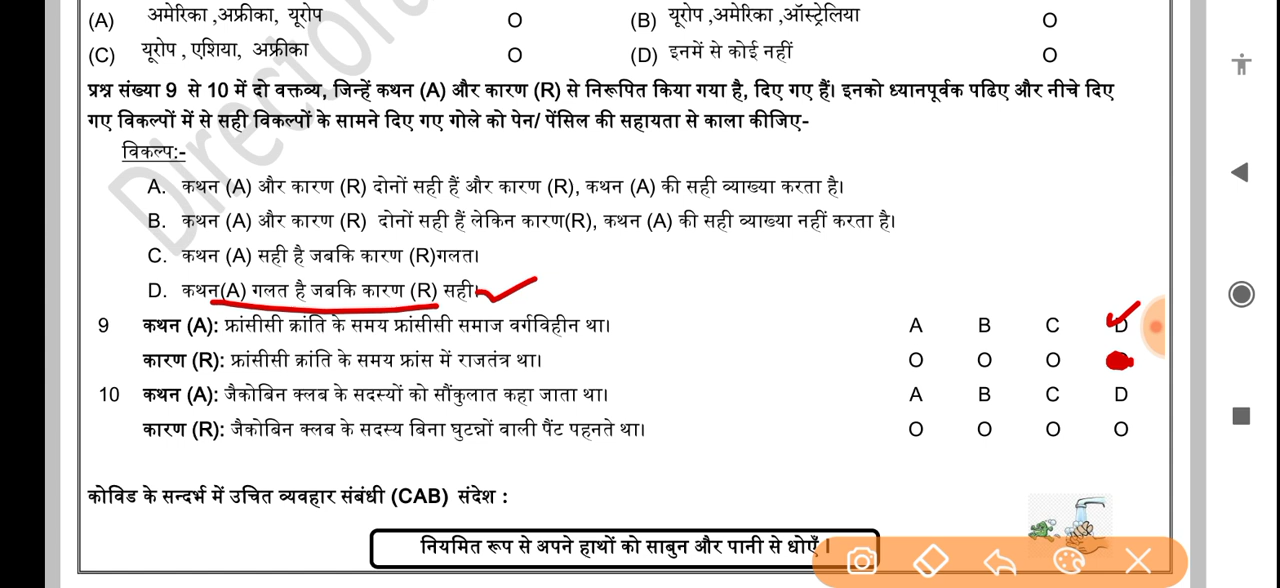 (A) अमेरिका ,अफ्रीका, यूरोप O (B) यूरोप ,अमेरिका ,ऑस्ट्रेलिया O
(C) यूरोप , एशिया, अफ्रीका O (D) इनमें से कोई नहीं O
प्रश्न संख्या 9 से 10 में दो वक्तव्य, जिन्हें कथन (A) और कारण (R) से निरूपित किया गया है, दिए गए हैं। इनको ध्यानपूर्वक पढिए और नीचे दिए
गए विकल्पों में से सही विकल्पों के सामने दिए गए गोले को पेन/ पेंसिल की सहायता से काला कीजिए-
विकल्प:-
A. कथन (A) और कारण (R) दोनों सही हैं और कारण (R), कथन (A) की सही व्याख्या करता है।
B. कथन (A) और कारण (R) दोनों सही हैं लेकिन कारण(R), कथन (A) की सही व्याख्या नहीं करता है।
C. कथन (A) सही है जबकि कारण (R)गलत।
D. कथन(A) गलत है जबकि कारण (R) सही।
9 कथन (A): फ्रांसीसी क्रांति के समय फ्रांसीसी समाज वर्गविहीन था। A B C D
कारण (R): फ्रांसीसी क्रांति के समय फ्रांस में राजतंत्र था। O O O
10 कथन (A): जैकोबिन क्लब के सदस्यों को सौंकुलात कहा जाता था। A B C D
कारण (R): जैकोबिन क्लब के सदस्य बिना घुटन्नों वाली पैंट पहनते था। O O O O
कोविड के सन्दर्भ में उचित व्यवहार संबंधी (CAB) संदेश :
नियमित रूप से अपने हाथों को साबुन और पानी से धोएँ ।